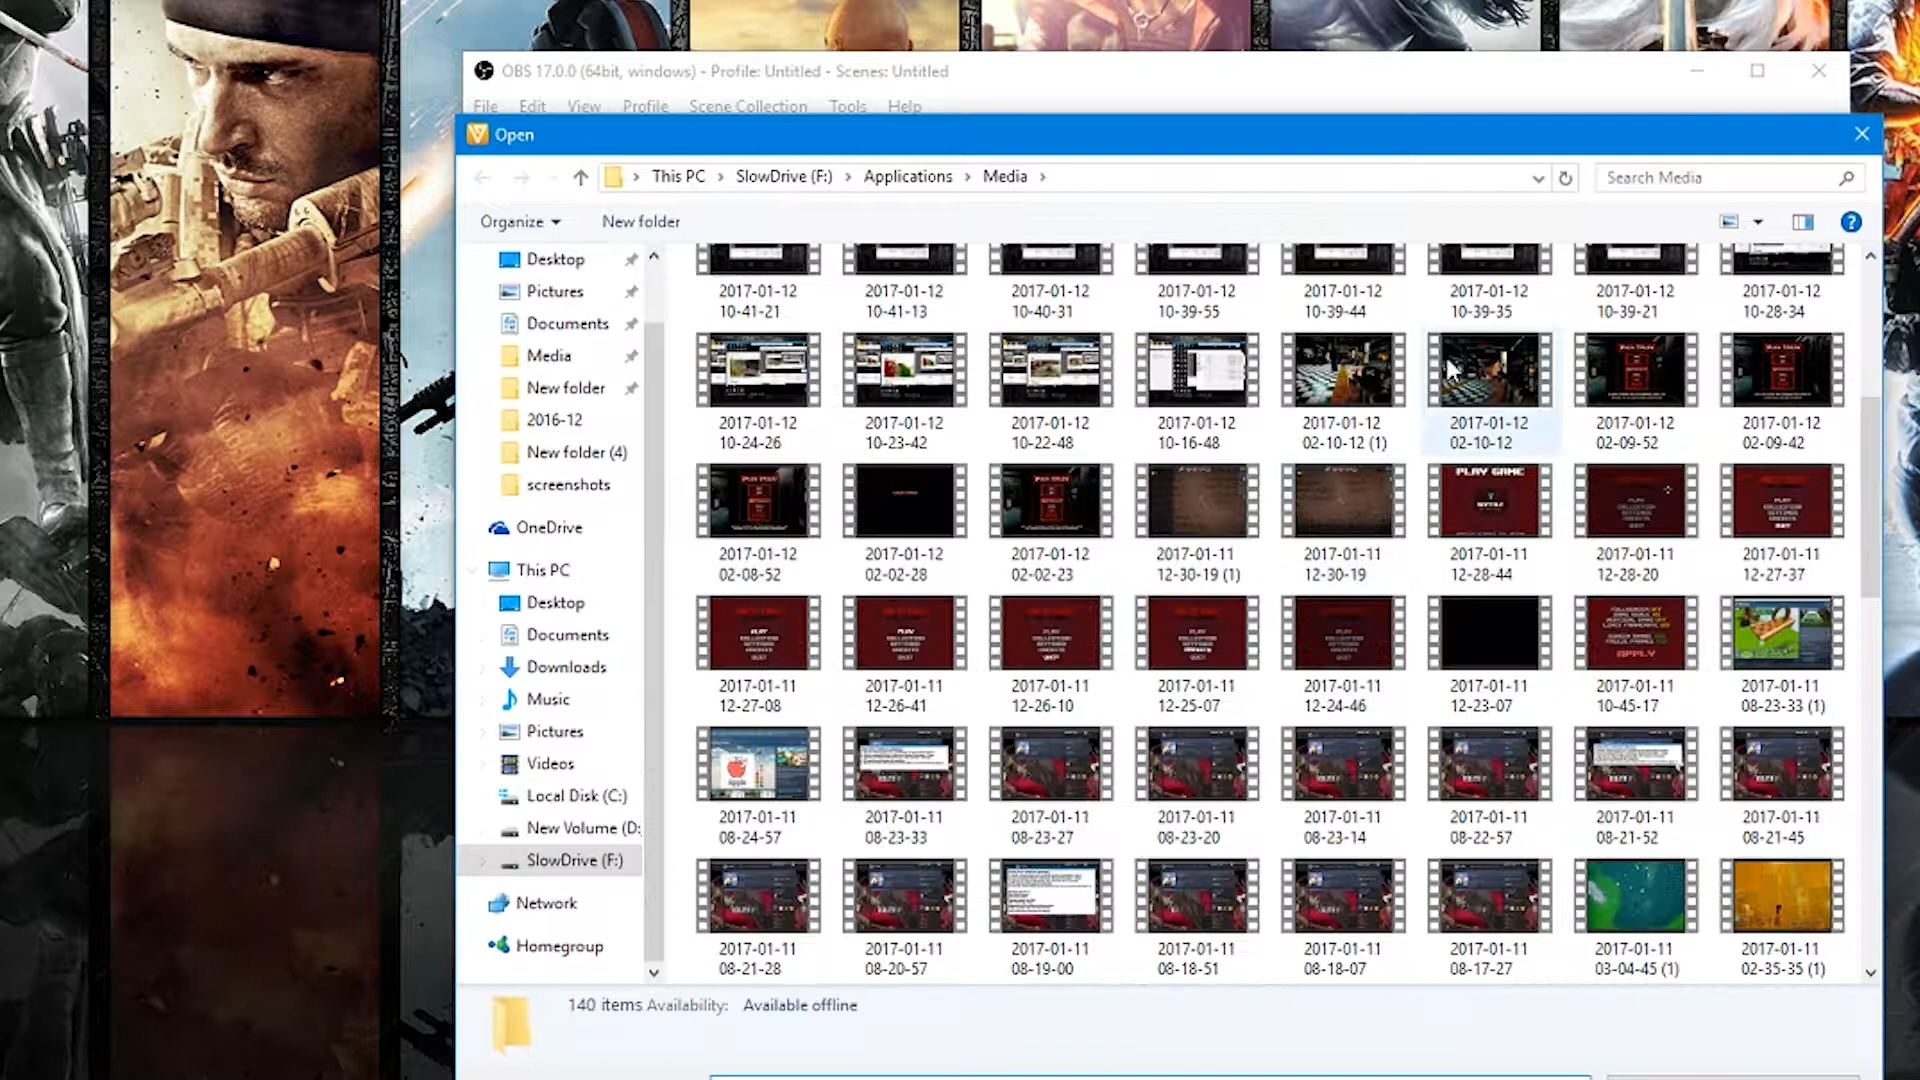 OBS 17.0.0 (64bit, windows) - Profile: Untitled - Scenes: Untitled
File Edit View Profile Scene Collection Tools Help
Open
This PC > SlowDrive (F:) > Applications > Media >
Search Media
Organize New folder
Desktop
Pictures
Documents
Media
New folder
2016-12
New folder (4)
screenshots
OneDrive
This PC
Desktop
Documents
Downloads
Music
Pictures
Videos
Local Disk (C:)
New Volume (D:
SlowDrive (F:)
Network
Homegroup
2017-01-12 2017-01-12 2017-01-12 2017-01-12 2017-01-12 2017-01-12 2017-01-12 2017-01-12
10-41-21 10-41-13 10-40-31 10-39-55 10-39-44 10-39-35 10-39-21 10-28-34
2017-01-12 2017-01-12 2017-01-12 2017-01-12 2017-01-12 2017-01-12 2017-01-12 2017-01-12
10-24-26 10-23-42 10-22-48 10-16-48 02-10-12 (1) 02-10-12 02-09-52 02-09-42
PLAY GAME
2017-01-12 2017-01-12 2017-01-12 2017-01-11 2017-01-11 2017-01-11 2017-01-11 2017-01-11
02-08-52 02-02-28 02-02-23 12-30-19 (1) 12-30-19 12-28-44 12-28-20 12-27-37
APPLY
2017-01-11 2017-01-11 2017-01-11 2017-01-11 2017-01-11 2017-01-11 2017-01-11 2017-01-11
12-27-08 12-26-41 12-26-10 12-25-07 12-24-46 12-23-07 10-45-17 08-23-33 (1)
2017-01-11 2017-01-11 2017-01-11 2017-01-11 2017-01-11 2017-01-11 2017-01-11 2017-01-11
08-24-57 08-23-33 08-23-27 08-23-20 08-23-14 08-22-57 08-21-52 08-21-45
2017-01-11 2017-01-11 2017-01-11 2017-01-11 2017-01-11 2017-01-11 2017-01-11 2017-01-11
08-21-28 08-20-57 08-19-00 08-18-51 08-18-07 08-17-27 03-04-45 (1) 02-35-35 (1)
140 items Availability: Available offline